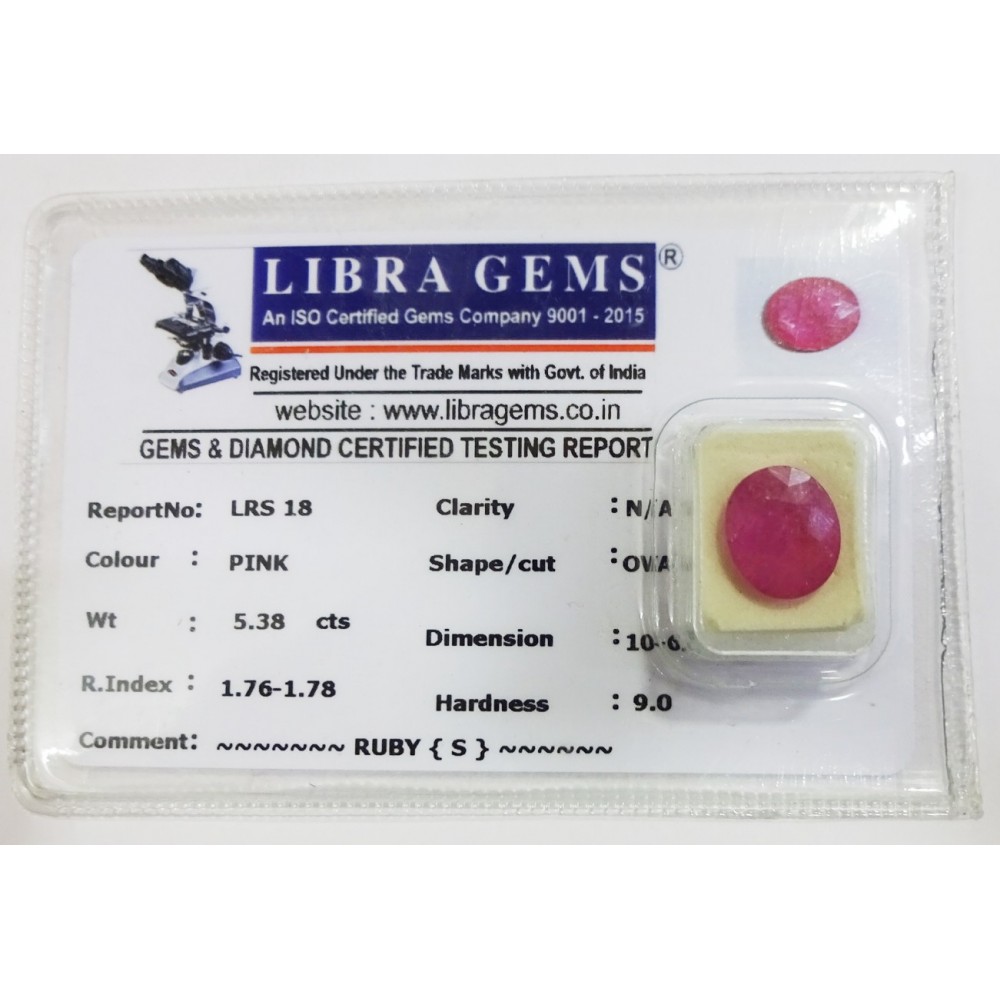 LIBRA GEMS ®
An ISO Certified Gems Company 9001 - 2015
Registered Under the Trade Marks with Govt. of India
website : www.libragems.co.in
GEMS & DIAMOND CERTIFIED TESTING REPORT
ReportNo: LRS 18 Clarity : N/A
Colour : PINK Shape/cut :
Wt : 5.38 cts Dimension :
R.Index : 1.76-1.78 Hardness : 9.0
Comment: ~~~~~~~ RUBY { S } ~~~~~~